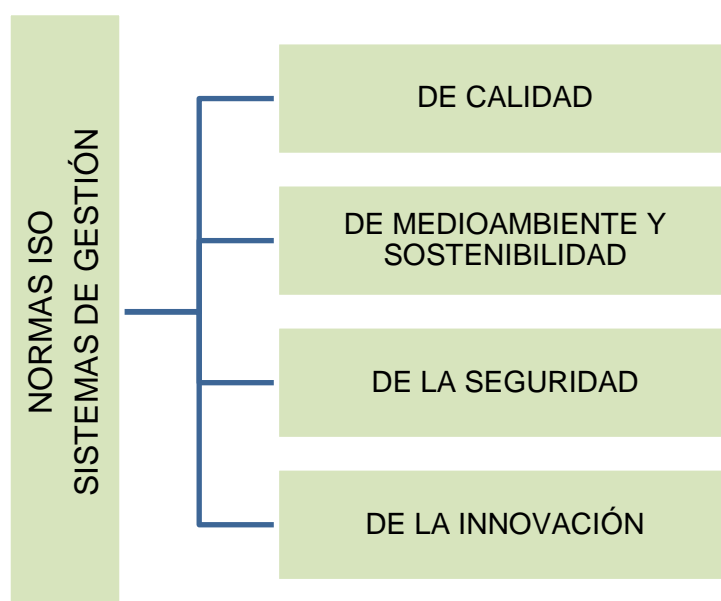 NORMAS ISO
SISTEMAS DE GESTIÓN
DE CALIDAD
DE MEDIOAMBIENTE Y
SOSTENIBILIDAD
DE LA SEGURIDAD
DE LA INNOVACIÓN